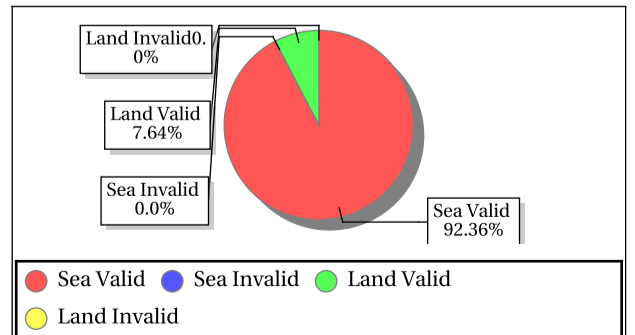 Land Invalid0.
0%
Land Valid
7.64%
Sea Invalid
0.0%
Sea Valid
92.36%
Sea Valid Sea Invalid Land Valid
Land Invalid